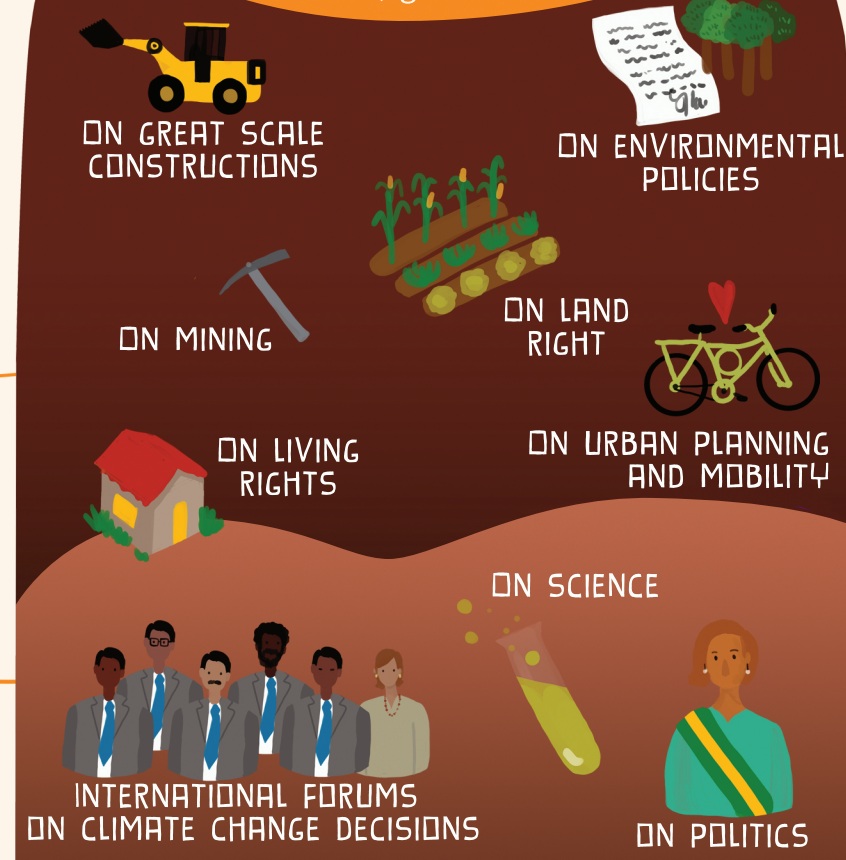 ON GREAT SCALE
CONSTRUCTIONS
ON ENVIRONMENTAL
POLICIES
ON LAND
RIGHT
ON MINING
ON URBAN PLANNING
AND MOBILITY
ON LIVING
RIGHTS
ON SCIENCE
INTERNATIONAL FORUMS
ON CLIMATE CHANGE DECISIONS
ON POLITICS